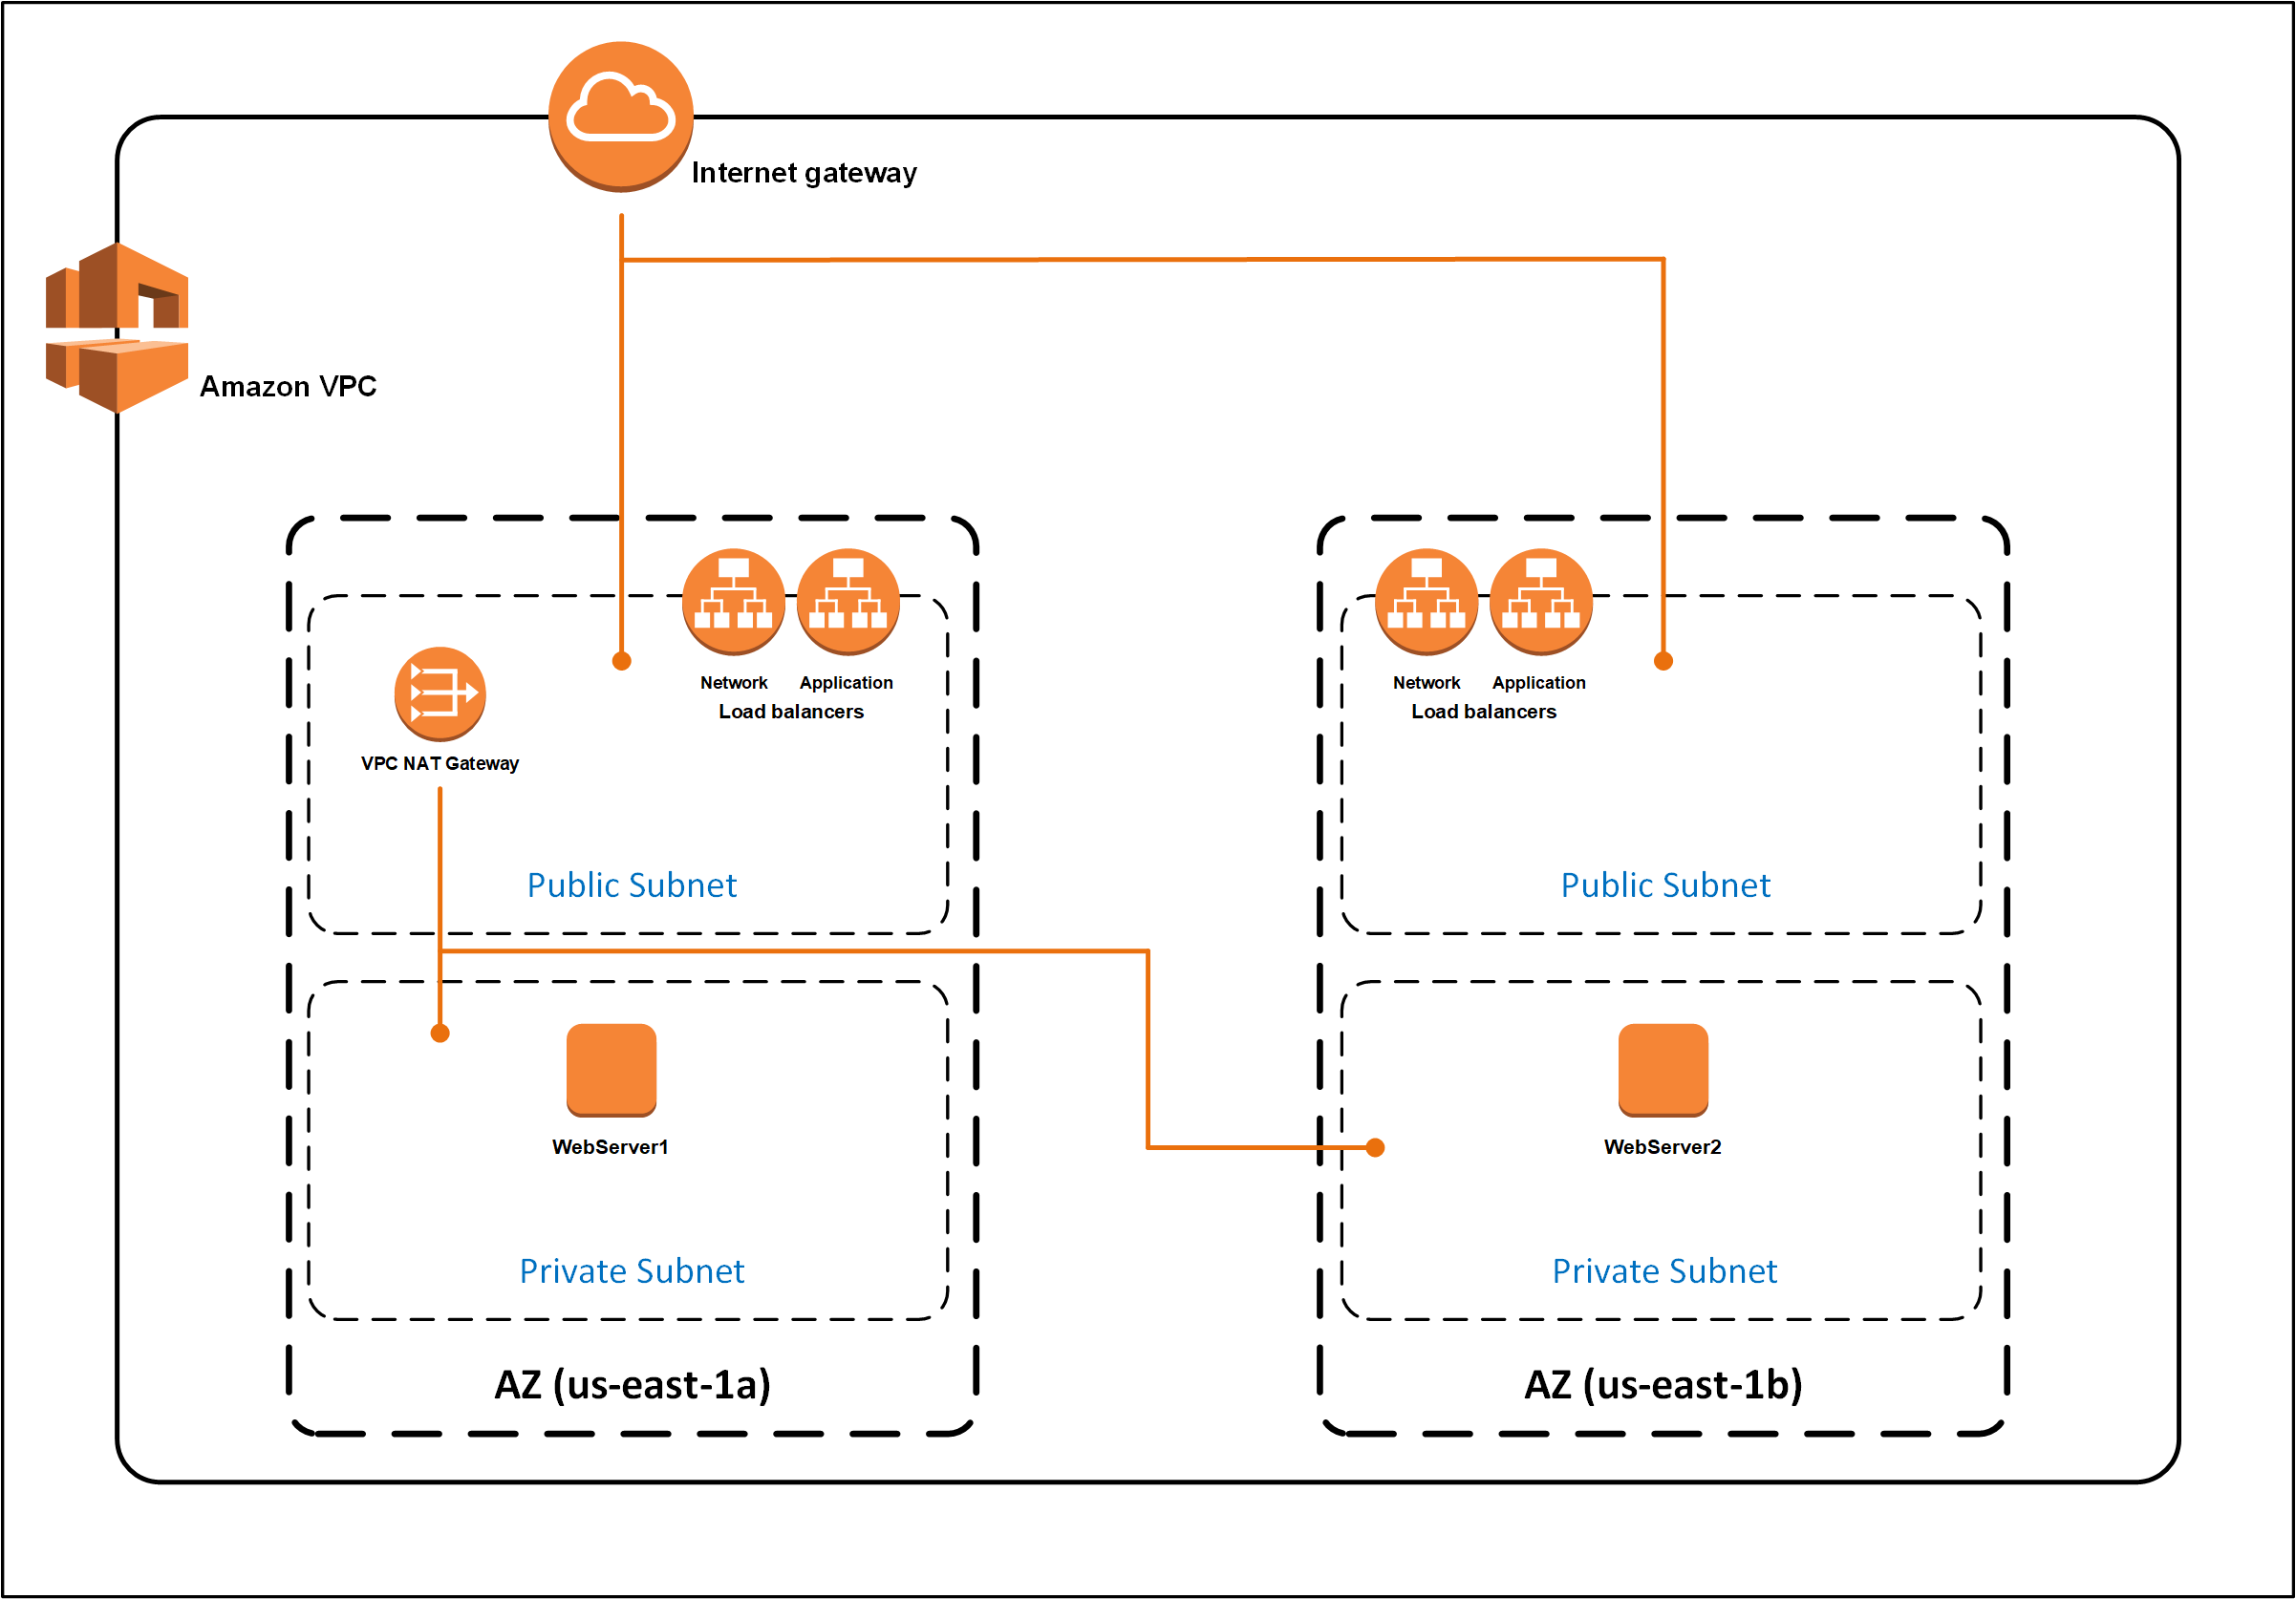 Internet gateway
Amazon VPC
Network Application
Load balancers
Network Application
Load balancers
VPC NAT Gateway
Public Subnet
Public Subnet
WebServer1
WebServer2
Private Subnet
Private Subnet
AZ (us-east-1a)
AZ (us-east-1b)